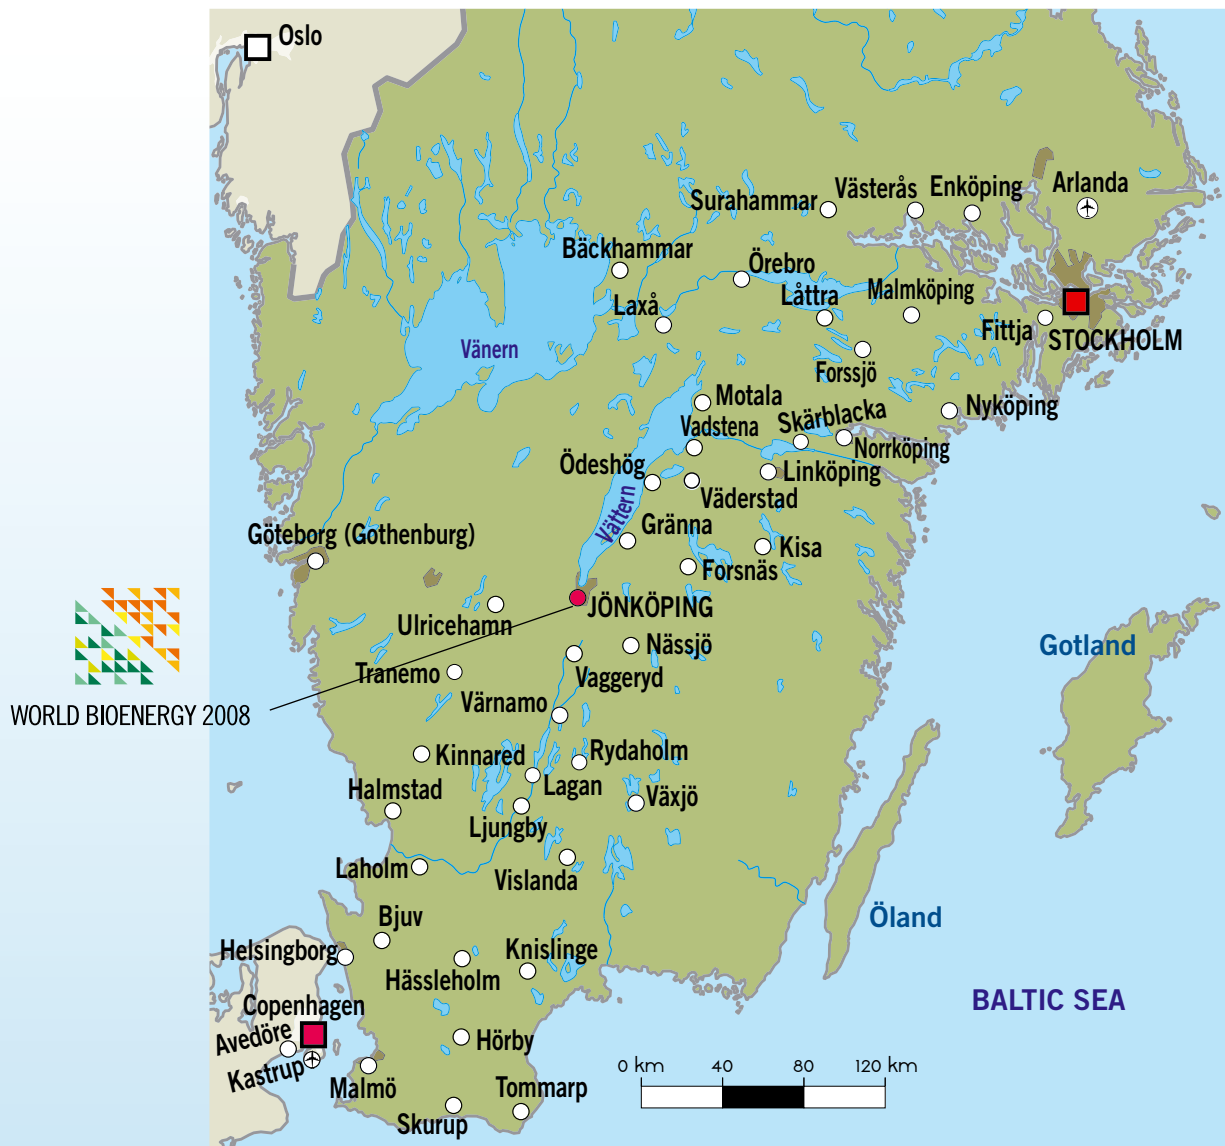 Oslo
Surahammar
Västerås
Enköping
Arlanda
Bäckhammar
Örebro
Laxå
Låttra
Malmköping
Fittja
STOCKHOLM
Vänern
Forssjö
Motala
Skärblacka
Nyköping
Vadstena
Norrköping
Ödeshög
Linköping
Väderstad
Vättern
Göteborg (Gothenburg)
Gränna
Kisa
Forsnäs
JÖNKÖPING
Ulricehamn
Nässjö
Gotland
Tranemo
Vaggeryd
Värnamo
WORLD BIOENERGY 2008
Kinnared
Rydaholm
Halmstad
Lagan
Växjö
Ljungby
Laholm
Vislanda
Bjuv
Öland
Helsingborg
Knislinge
Hässleholm
BALTIC SEA
Copenhagen
Avedöre
Hörby
Kastrup
0 km 40 80 120 km
Malmö
Tommarp
Skurup